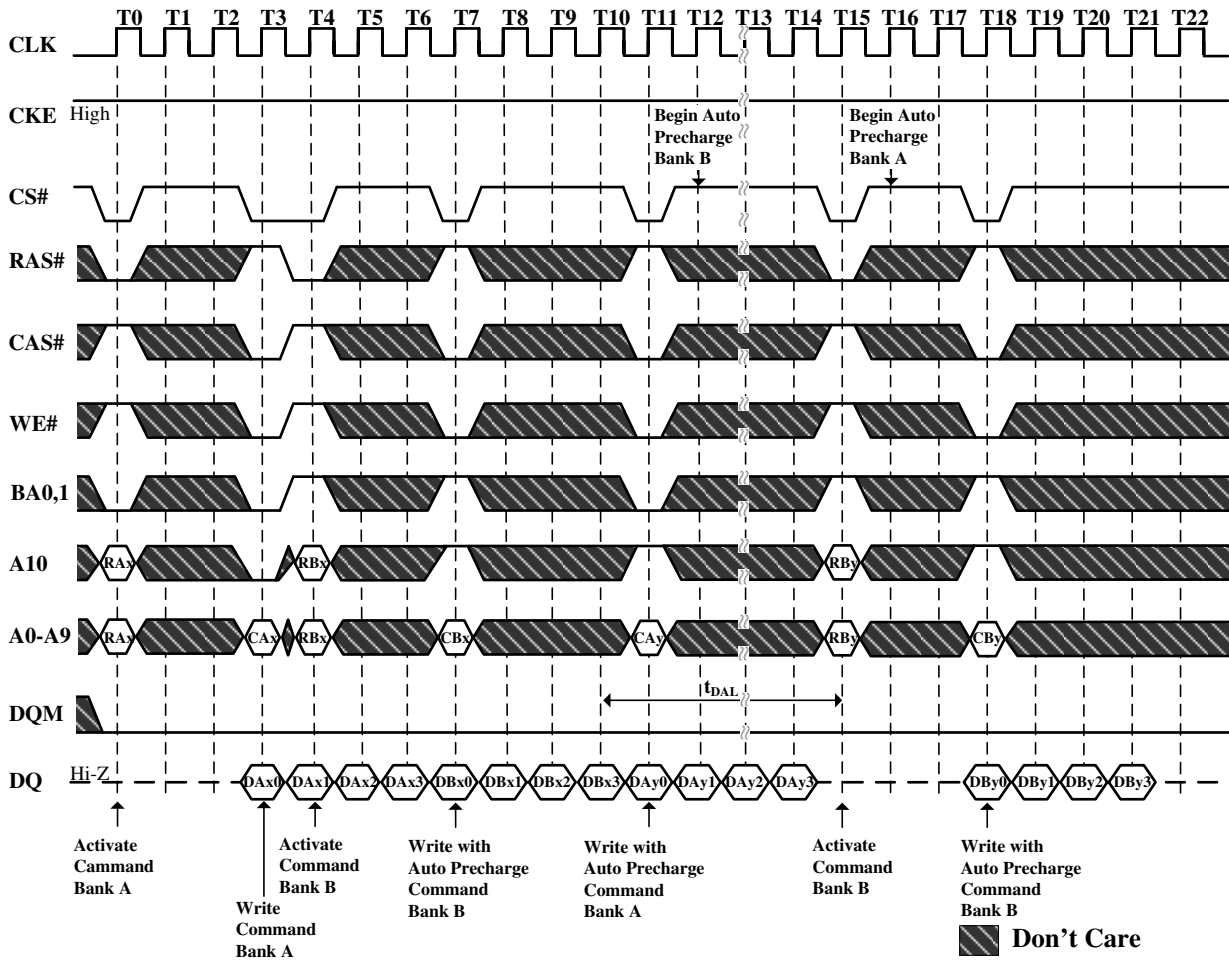 T0 T1 T2 T3 T4 T5 T6 T7 T8 T9 T10 T11 T12 T13 T14 T15 T16 T17 T18 T19 T20 T21 T22
CLK
CKE High
Begin Auto
Precharge
Bank B
Begin Auto
Precharge
Bank A
CS#
RAS#
CAS#
WE#
BA0,1
A10 RAx RBx RBy
A0-A9 RAx CAx RBx CBx CAy RBy CBy
tDAL
DQM
DQ Hi-Z DAx0 DAx1 DAx2 DAx3 DBx0 DBx1 DBx2 DBx3 DAy0 DAy1 DAy2 DAy3 DBy0 DBy1 DBy2 DBy3
Activate
Cammand
Bank A
Write
Command
Bank A
Activate
Command
Bank B
Write with
Auto Precharge
Command
Bank B
Write with
Auto Precharge
Command
Bank A
Activate
Command
Bank B
Write with
Auto Precharge
Command
Bank B
Don't Care